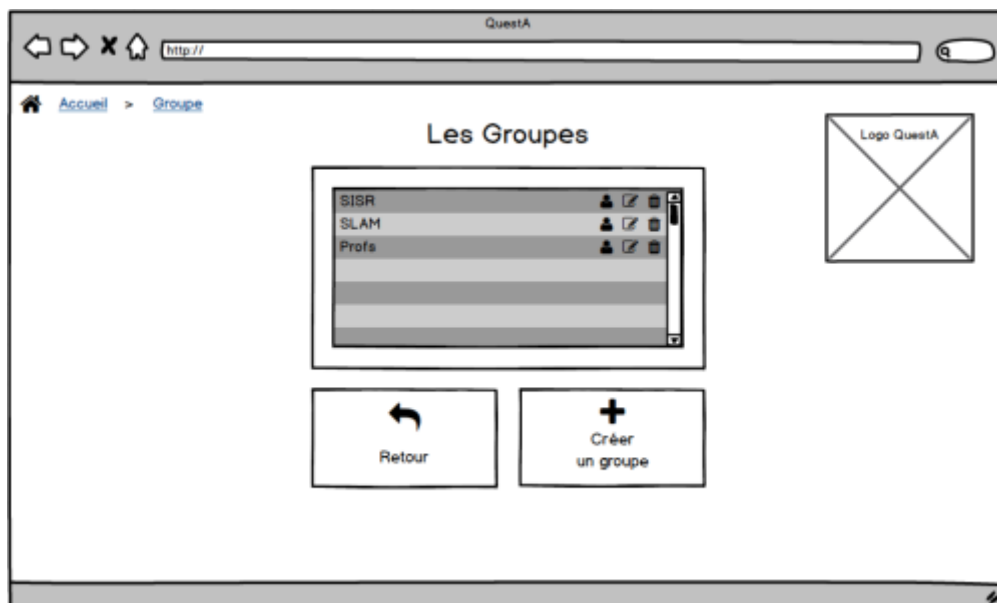 QuestA
http://
Accueil > Groupe
Les Groupes
Logo QuestA
SISR
SLAM
Profs
Retour
Créer
un groupe